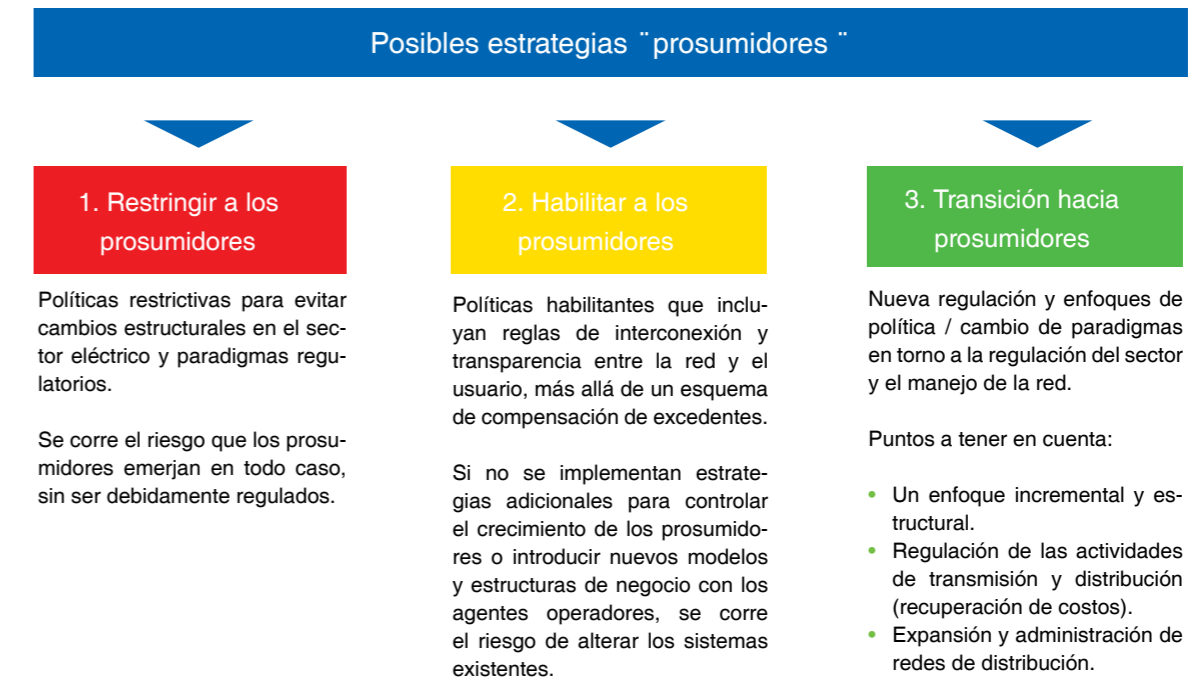 Posibles estrategias ¨prosumidores ¨
1. Restringir a los
prosumidores
Políticas restrictivas para evitar
cambios estructurales en el sec-
tor eléctrico y paradigmas regu-
latorios.
Se corre el riesgo que los prosu-
midores emerjan en todo caso,
sin ser debidamente regulados.
2. Habilitar a los
prosumidores
Políticas habilitantes que inclu-
yan reglas de interconexión y
transparencia entre la red y el
usuario, más allá de un esquema
de compensación de excedentes.
Si no se implementan estrate-
gias adicionales para controlar
el crecimiento de los prosumido-
res o introducir nuevos modelos
y estructuras de negocio con los
agentes operadores, se corre
el riesgo de alterar los sistemas
existentes.
3. Transición hacia
prosumidores
Nueva regulación y enfoques de
política / cambio de paradigmas
en torno a la regulación del sector
y el manejo de la red.
Puntos a tener en cuenta:
• Un enfoque incremental y es-
tructural.
• Regulación de las actividades
de transmisión y distribución
(recuperación de costos).
• Expansión y administración de
redes de distribución.